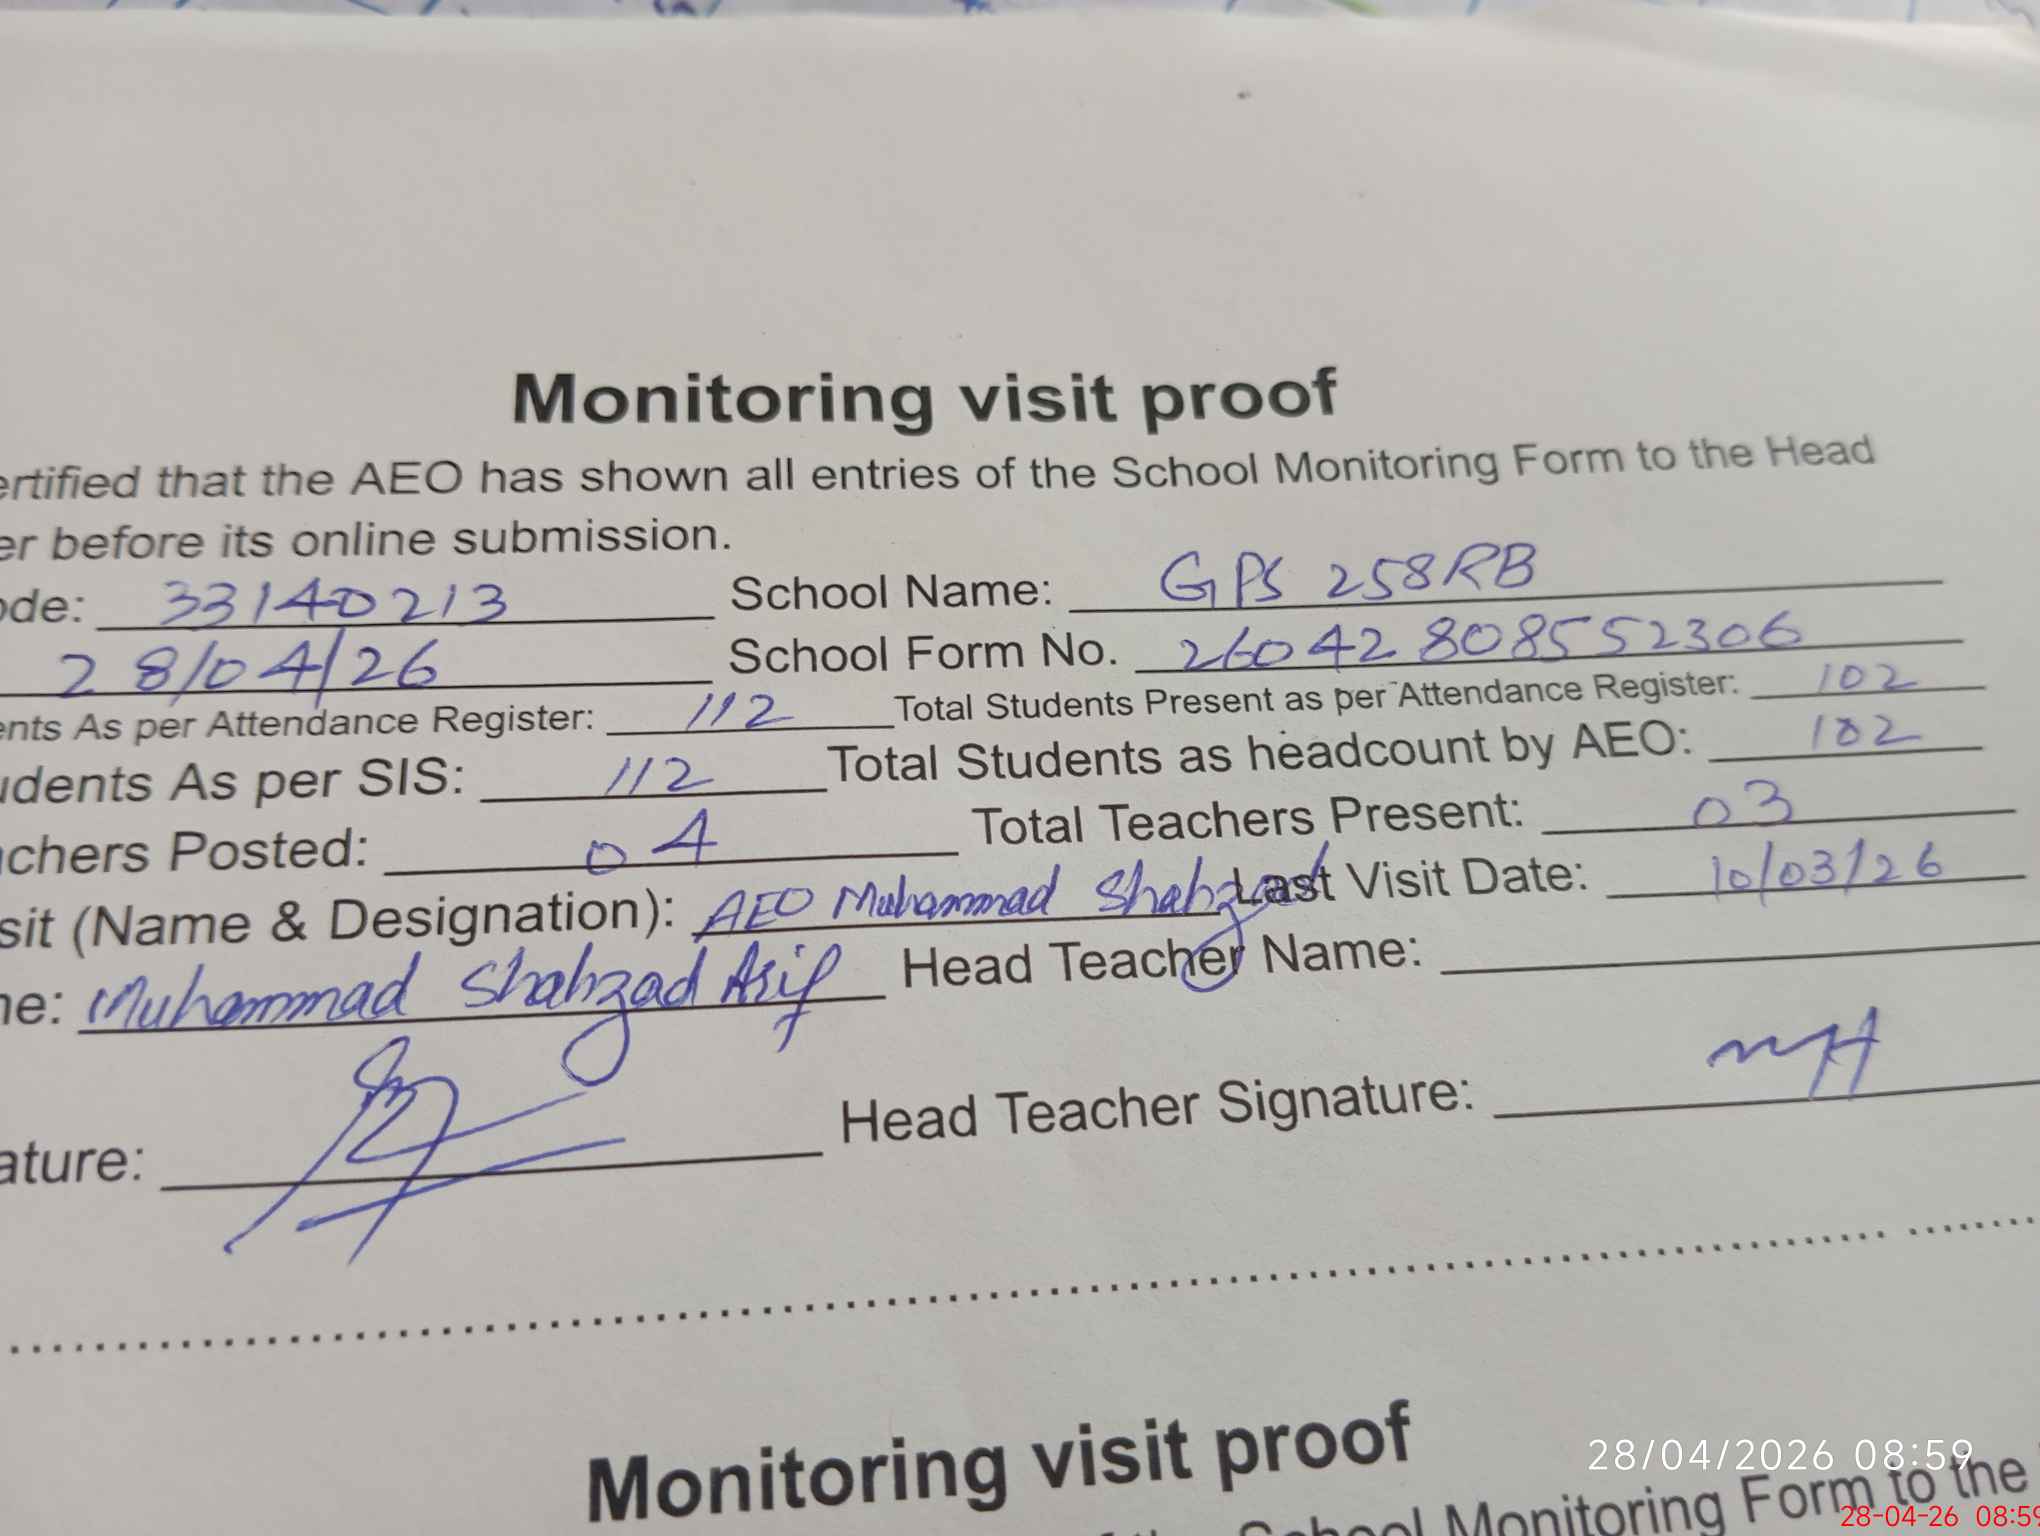 Monitoring visit proof
ertified that the AEO has shown all entries of the School Monitoring Form to the Head
er before its online submission.
ode: 33140213 School Name: GPS 258RB
28/04/26 School Form No. 260428085523​06
ents As per Attendance Register: 112 Total Students Present as per Attendance Register: 102
udents As per SIS: 112 Total Students as headcount by AEO: 102
chers Posted: 04 Total Teachers Present: 03
sit (Name & Designation): AEO Muhammad Shahzad Last Visit Date: 10/03/26
ne: Muhammad Shahzad Asif Head Teacher Name:
ature: Head Teacher Signature:
Monitoring visit proof
School Monitoring Form to the
28/04/2026 08:59
28-04-26 08:59